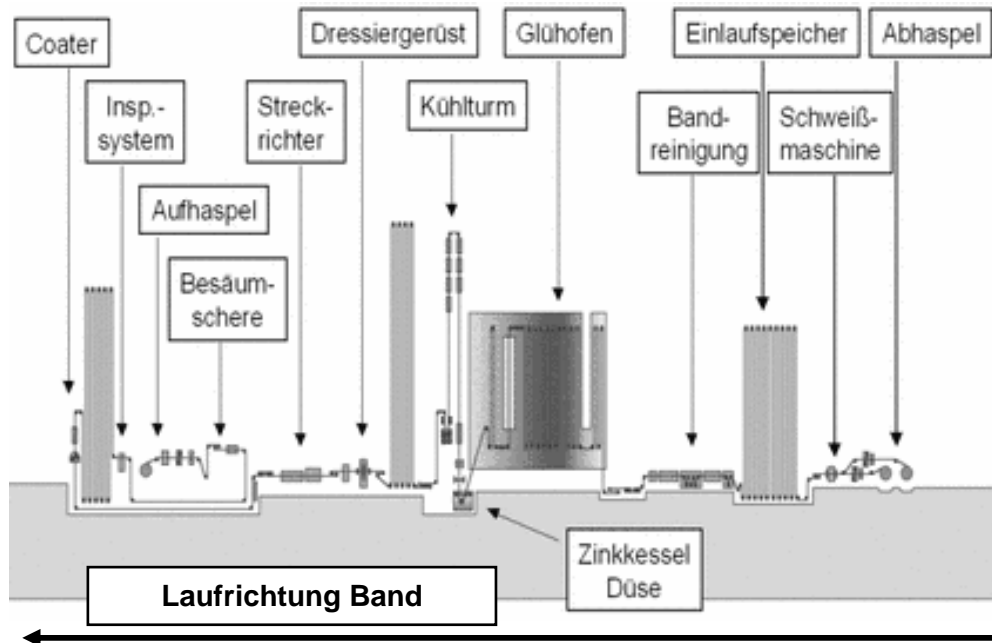 Coater
Dressiergerüst
Glühofen
Einlaufspeicher
Abhaspel
Insp.-
system
Streck-
richter
Kühlturm
Band-
reinigung
Schweiß-
maschine
Aufhaspel
Besäum-
schere
Zinkkessel
Düse
Laufrichtung Band